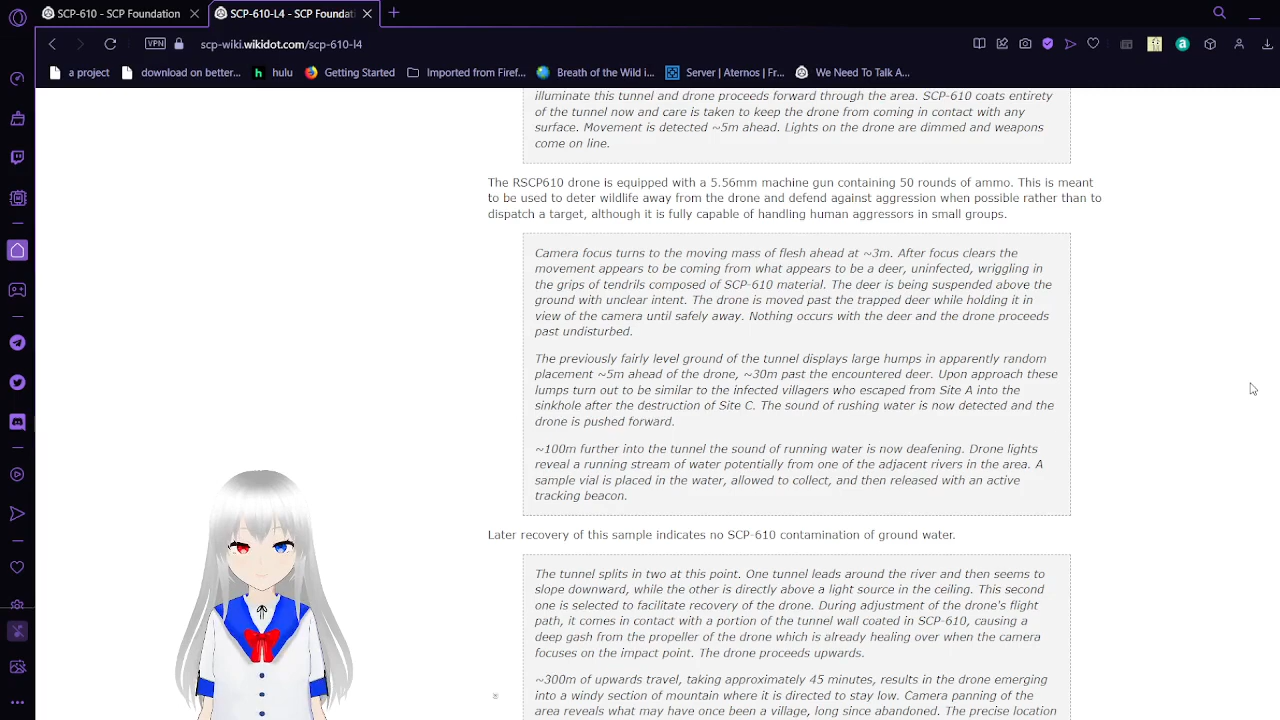 SCP-610 - SCP Foundation
SCP-610-L4 - SCP Foundati
VPN
scp-wiki.wikidot.com/scp-610-l4
a project
download on better...
hulu
Getting Started
Imported from Firef...
Breath of the Wild i...
Server | Aternos | Fr...
We Need To Talk A...
illuminate this tunnel and drone proceeds forward through the area. SCP-610 coats entirety
of the tunnel now and care is taken to keep the drone from coming in contact with any
surface. Movement is detected ~5m ahead. Lights on the drone are dimmed and weapons
come on line.
The RSCP610 drone is equipped with a 5.56mm machine gun containing 50 rounds of ammo. This is meant
to be used to deter wildlife away from the drone and defend against aggression when possible rather than to
dispatch a target, although it is fully capable of handling human aggressors in small groups.
Camera focus turns to the moving mass of flesh ahead at ~3m. After focus clears the
movement appears to be coming from what appears to be a deer, uninfected, wriggling in
the grips of tendrils composed of SCP-610 material. The deer is being suspended above the
ground with unclear intent. The drone is moved past the trapped deer while holding it in
view of the camera until safely away. Nothing occurs with the deer and the drone proceeds
past undisturbed.
The previously fairly level ground of the tunnel displays large humps in apparently random
placement ~5m ahead of the drone, ~30m past the encountered deer. Upon approach these
lumps turn out to be similar to the infected villagers who escaped from Site A into the
sinkhole after the destruction of Site C. The sound of rushing water is now detected and the
drone is pushed forward.
~100m further into the tunnel the sound of running water is now deafening. Drone lights
reveal a running stream of water potentially from one of the adjacent rivers in the area. A
sample vial is placed in the water, allowed to collect, and then released with an active
tracking beacon.
Later recovery of this sample indicates no SCP-610 contamination of ground water.
The tunnel splits in two at this point. One tunnel leads around the river and then seems to
slope downward, while the other is directly above a light source in the ceiling. This second
one is selected to facilitate recovery of the drone. During adjustment of the drone's flight
path, it comes in contact with a portion of the tunnel wall coated in SCP-610, causing a
deep gash from the propeller of the drone which is already healing over when the camera
focuses on the impact point. The drone proceeds upwards.
~300m of upwards travel, taking approximately 45 minutes, results in the drone emerging
into a windy section of mountain where it is directed to stay low. Camera panning of the
area reveals what may have once been a village, long since abandoned. The precise location